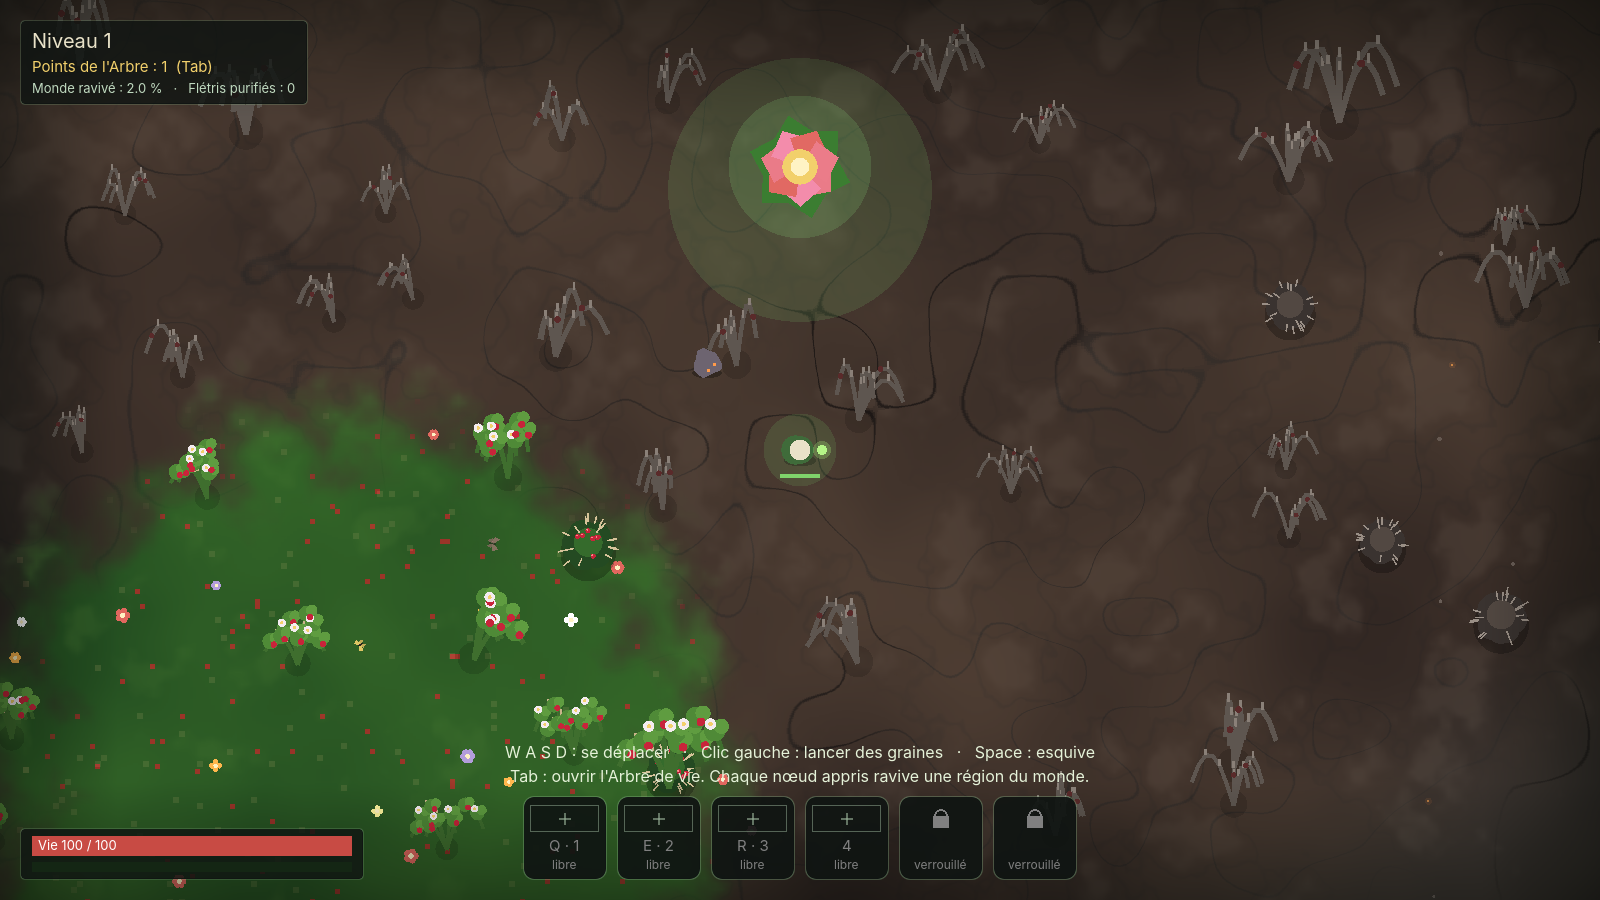 Niveau 1
Points de l'Arbre : 1 (Tab)
Monde ravivé : 2.0 % · Flétris purifiés : 0
W A S D : se déplacer · Clic gauche : lancer des graines · Space : esquive
Tab : ouvrir l'Arbre de vie. Chaque nœud appris ravive une région du monde.
Q · 1
libre
E · 2
libre
R · 3
libre
4
libre
verrouillé
verrouillé
Vie 100 / 100